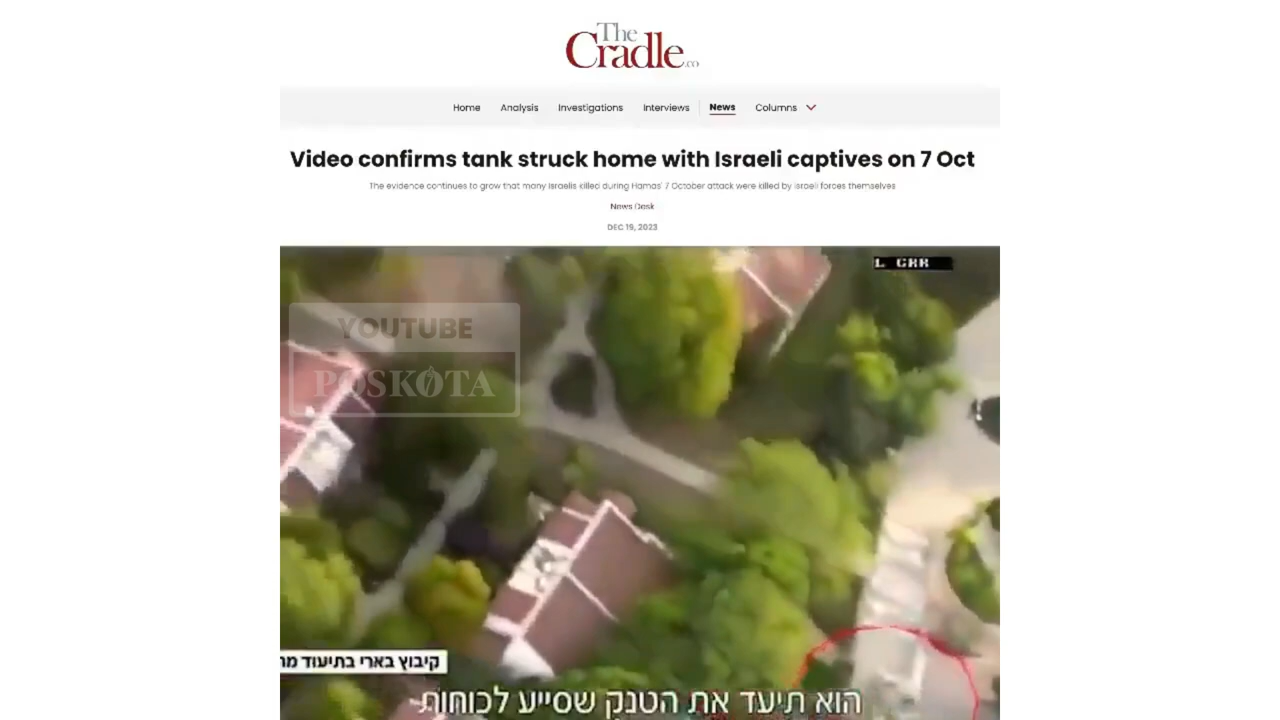 The
Cradle.co
Home Analysis Investigations Interviews News Columns
Video confirms tank struck home with Israeli captives on 7 Oct
The evidence continues to grow that many Israelis killed during Hamas' 7 October attack were killed by Israeli forces themselves
News Desk
DEC 19, 2023
YOUTUBE
POSKOTA
קיבוץ בארי בתיעוד
הוא תיעד את הטנק שסייע לכוחות